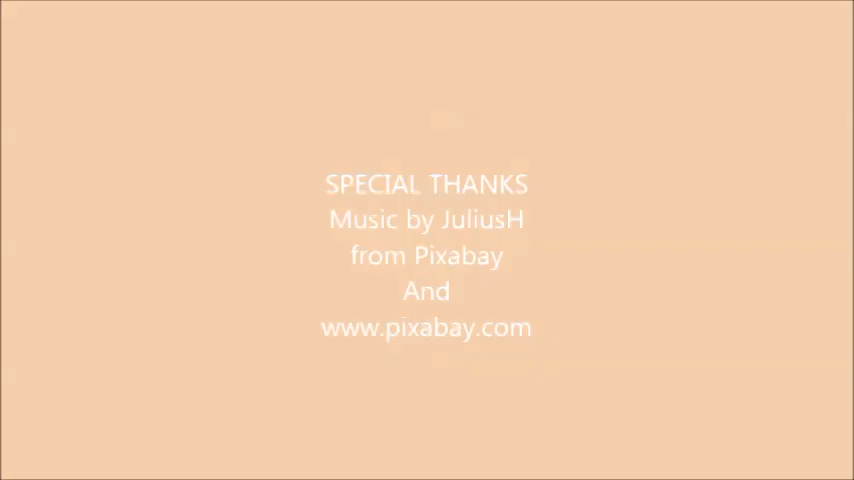 SPECIAL THANKS
Music by JuliusH
from Pixabay
And
www.pixabay.com